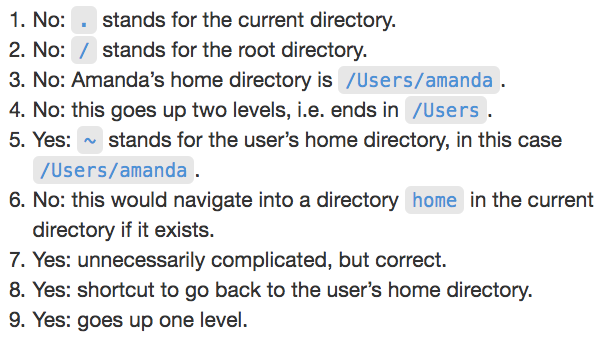 1. No: . stands for the current directory.
2. No: / stands for the root directory.
3. No: Amanda’s home directory is /Users/amanda.
4. No: this goes up two levels, i.e. ends in /Users.
5. Yes: ~ stands for the user’s home directory, in this case
/Users/amanda.
6. No: this would navigate into a directory home in the current
directory if it exists.
7. Yes: unnecessarily complicated, but correct.
8. Yes: shortcut to go back to the user’s home directory.
9. Yes: goes up one level.